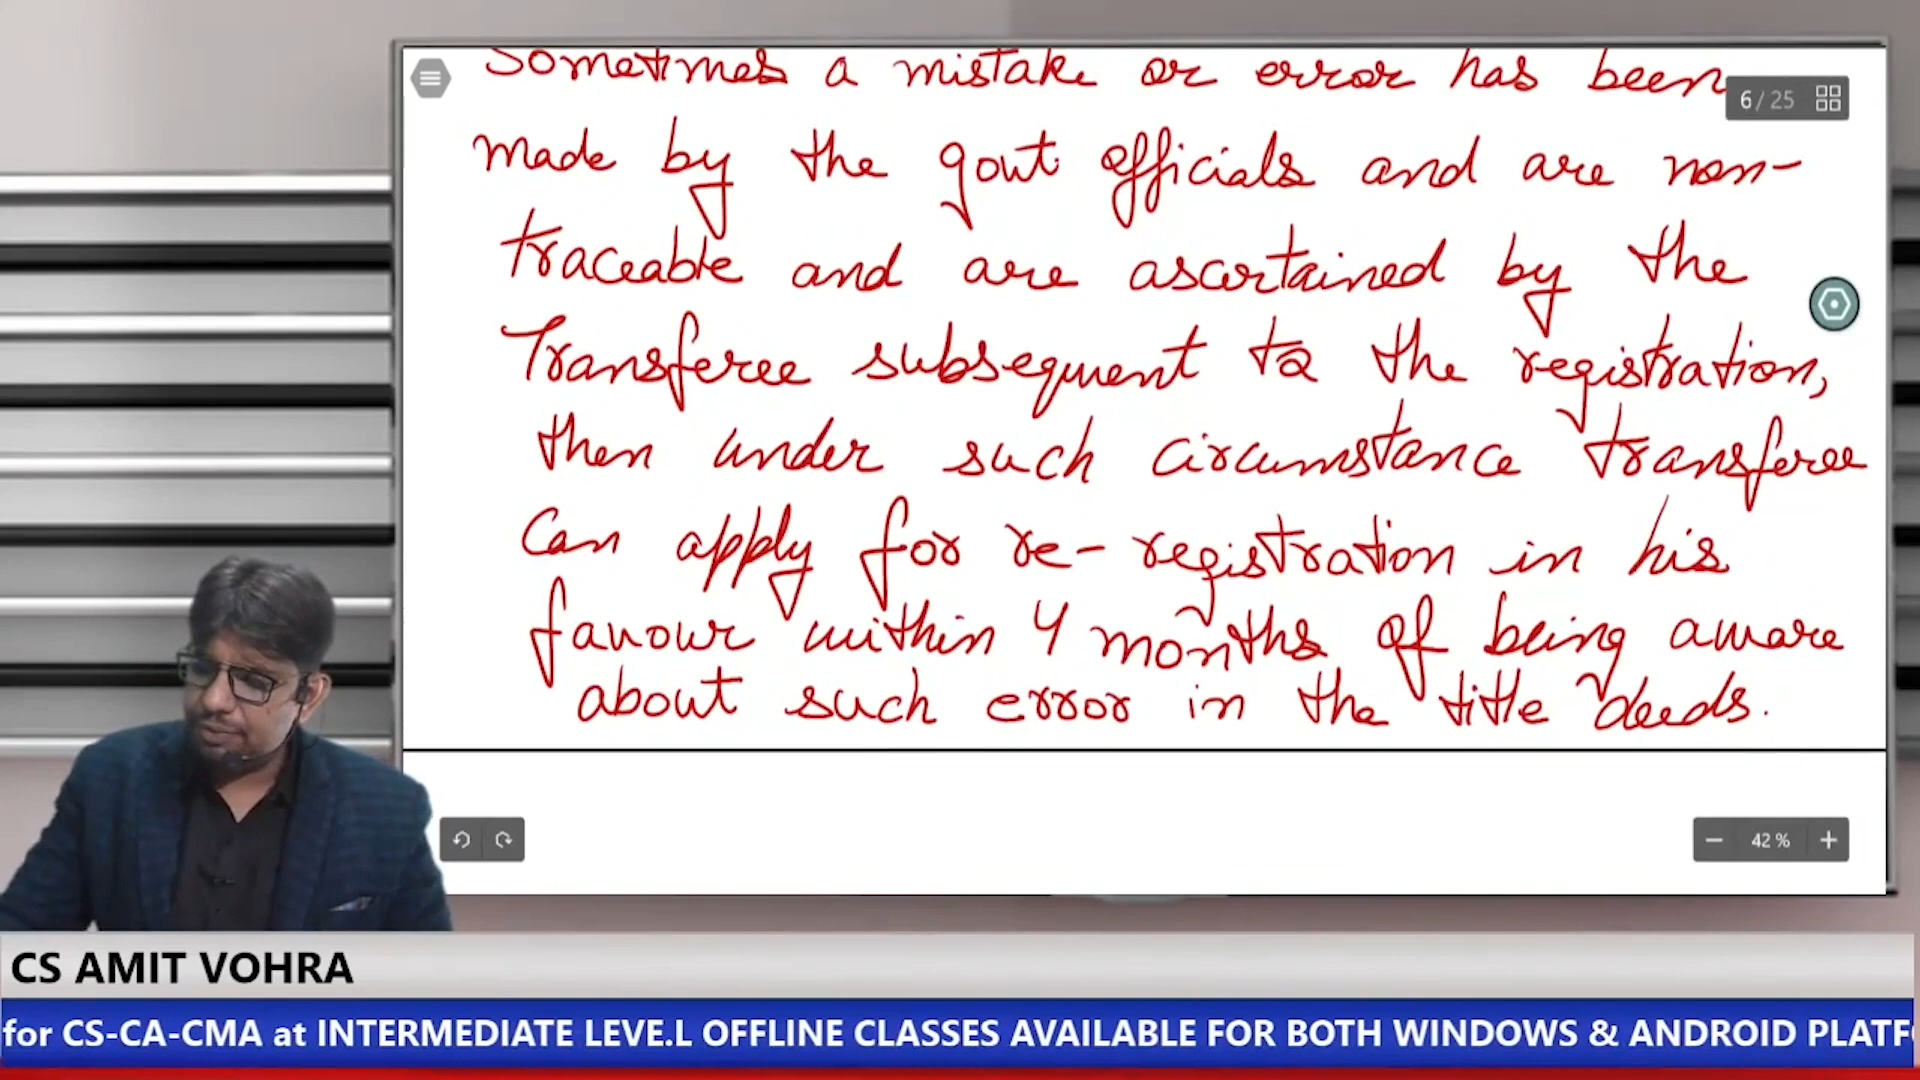 Sometimes a mistake or error has been
6 / 25
made by the govt officials and are non-
traceable and are ascertained by the
Transferee subsequent to the registration,
then under such circumstance transferee
can apply for re-registration in his
favour within 4 months of being aware
about such error in the title deeds.
42 %
CS AMIT VOHRA
for CS-CA-CMA at INTERMEDIATE LEVE.L OFFLINE CLASSES AVAILABLE FOR BOTH WINDOWS & ANDROID PLATF